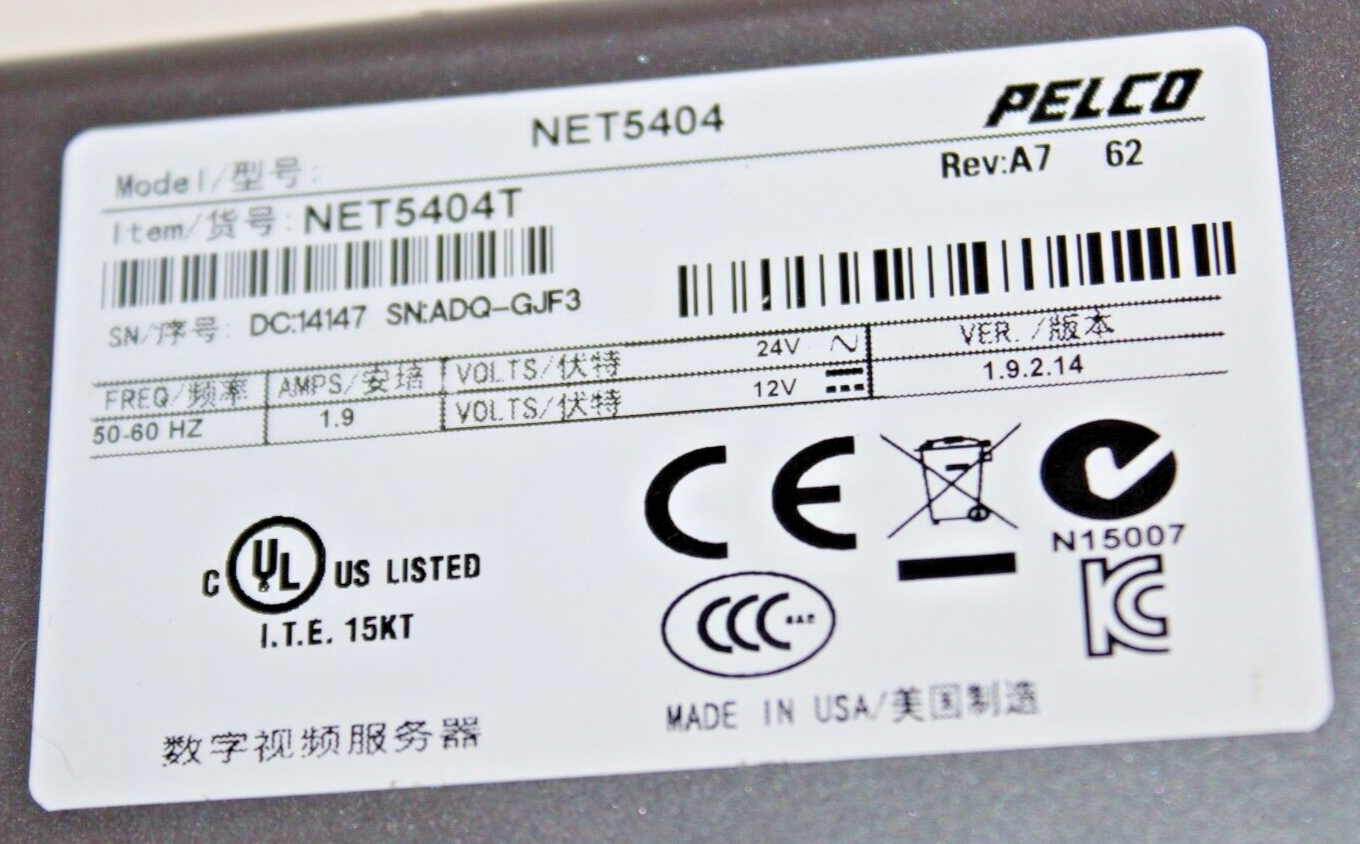 PELCO
Model/型号: NET5404
Rev:A7 62
Item/货号: NET5404T
SN/序号: DC:14147 SN:ADQ-GJF3
FREQ/频率 AMPS/安培 VOLTS/伏特 24V VER./版本
50-60 HZ 1.9 VOLTS/伏特 12V 1.9.2.14
CE
N15007
C UL US LISTED
I.T.E. 15KT
CCC
KC
MADE IN USA/美国制造
数字视频服务器